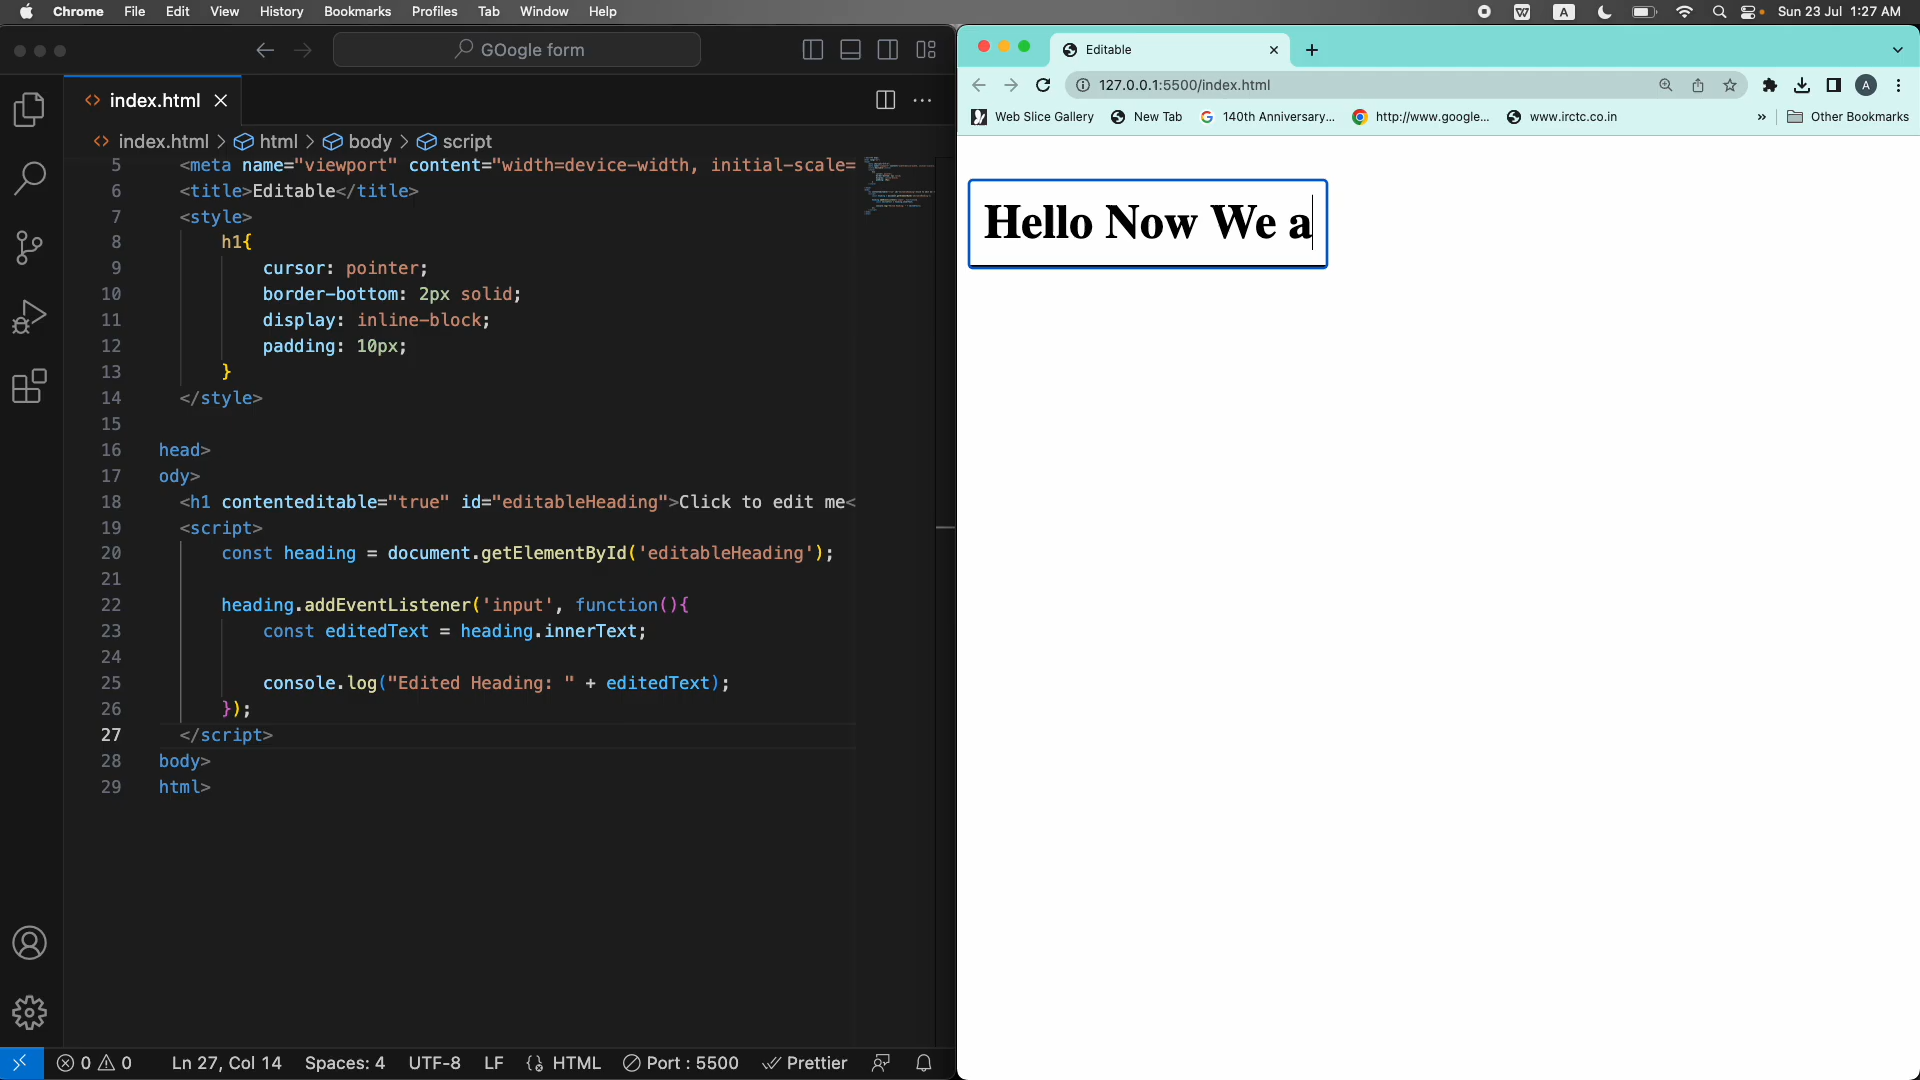 Chrome File Edit View History Bookmarks Profiles Tab Window Help
A Sun 23 Jul 1:27 AM
GOogle form
index.html
index.html > html > body > script
5 <meta name="viewport" content="width=device-width, initial-scale=
6 <title>Editable</title>
7 <style>
8 h1{
9 cursor: pointer;
10 border-bottom: 2px solid;
11 display: inline-block;
12 padding: 10px;
13 }
14 </style>
15
16 head>
17 ody>
18 <h1 contenteditable="true" id="editableHeading">Click to edit me<
19 <script>
20 const heading = document.getElementById('editableHeading');
21
22 heading.addEventListener('input', function(){
23 const editedText = heading.innerText;
24
25 console.log("Edited Heading: " + editedText);
26 });
27 </script>
28 body>
29 html>
0 0 Ln 27, Col 14 Spaces: 4 UTF-8 LF HTML Port : 5500 Prettier
Editable
127.0.0.1:5500/index.html A
Web Slice Gallery New Tab 140th Anniversary... http://www.google... www.irctc.co.in » Other Bookmarks
Hello Now We a